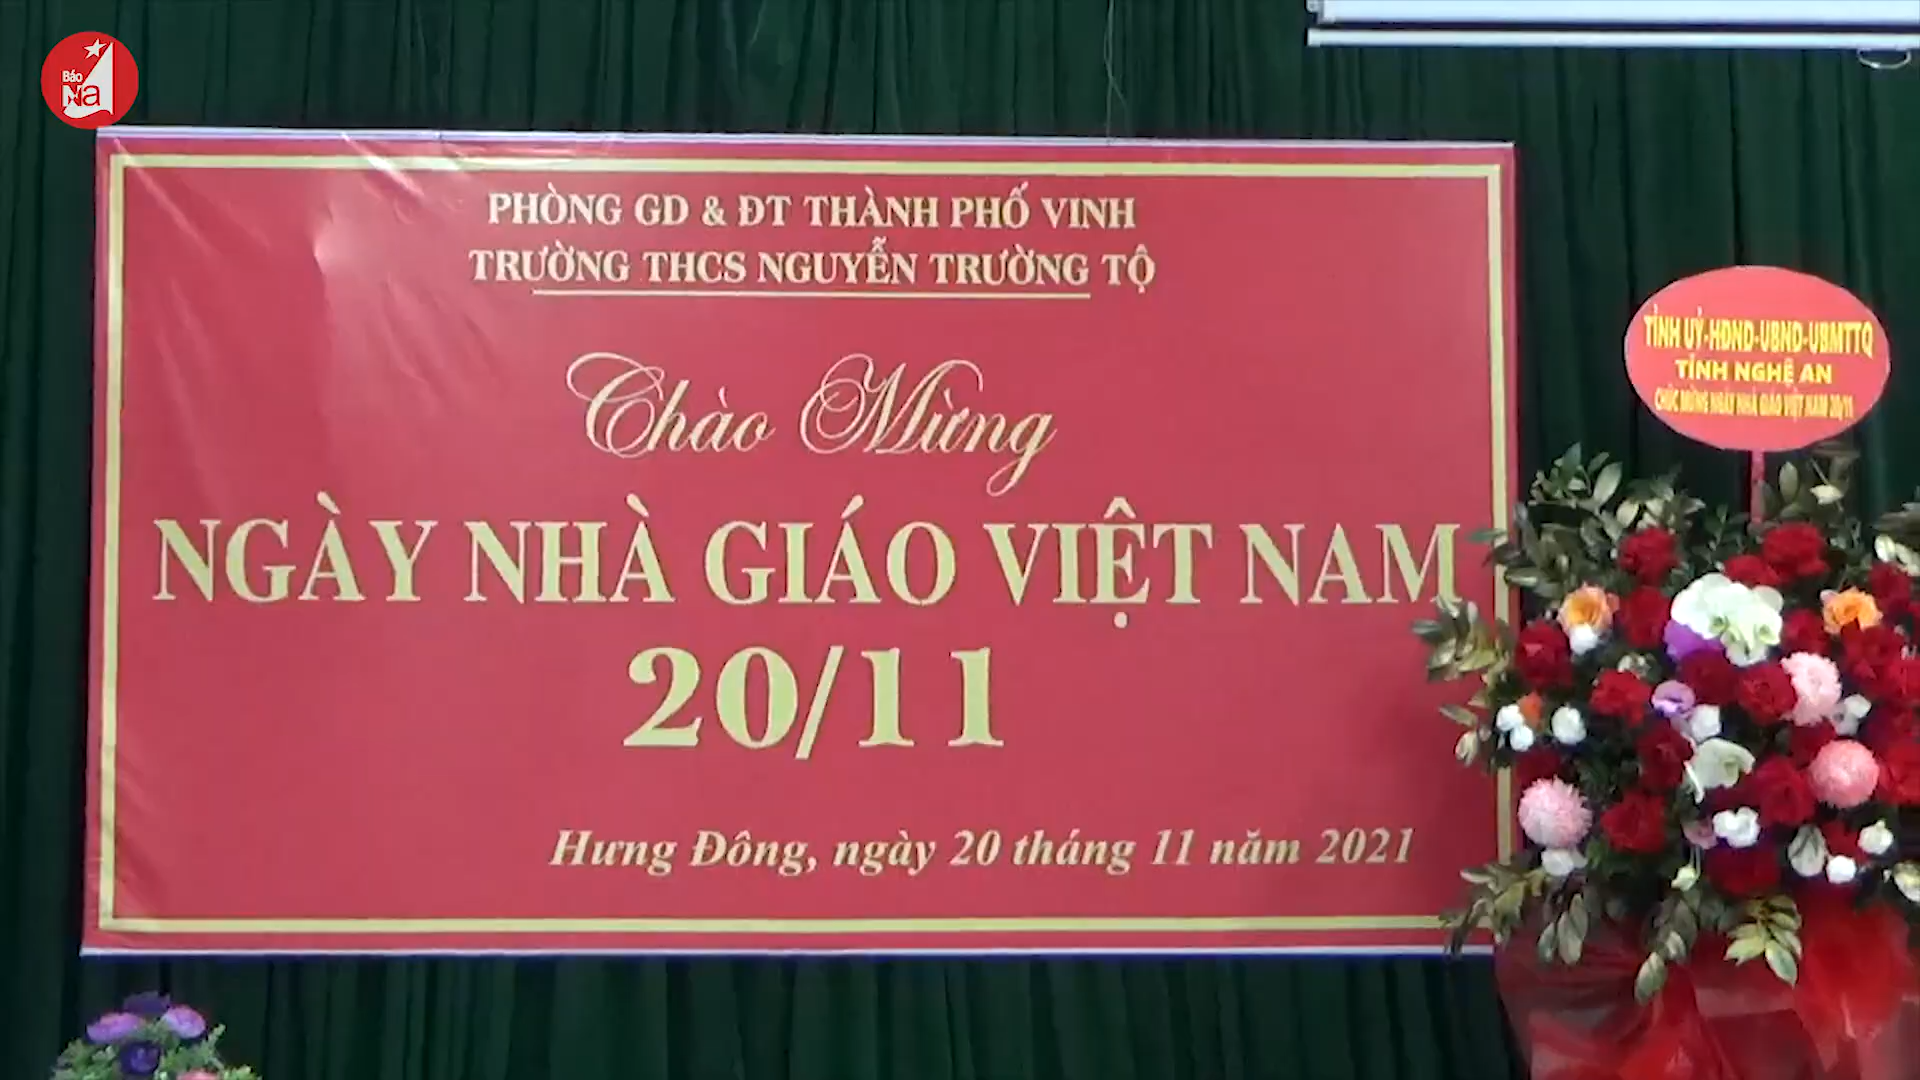 Báo
Na
PHÒNG GD & ĐT THÀNH PHỐ VINH
TRƯỜNG THCS NGUYỄN TRƯỜNG TỘ
Chào Mừng
NGÀY NHÀ GIÁO VIỆT NAM
20/11
Hưng Đông, ngày 20 tháng 11 năm 2021
TỈNH UỶ-HĐND-UBND-UBMTTQ
TỈNH NGHỆ AN
CHÚC MỪNG NGÀY NHÀ GIÁO VIỆT NAM 20/11